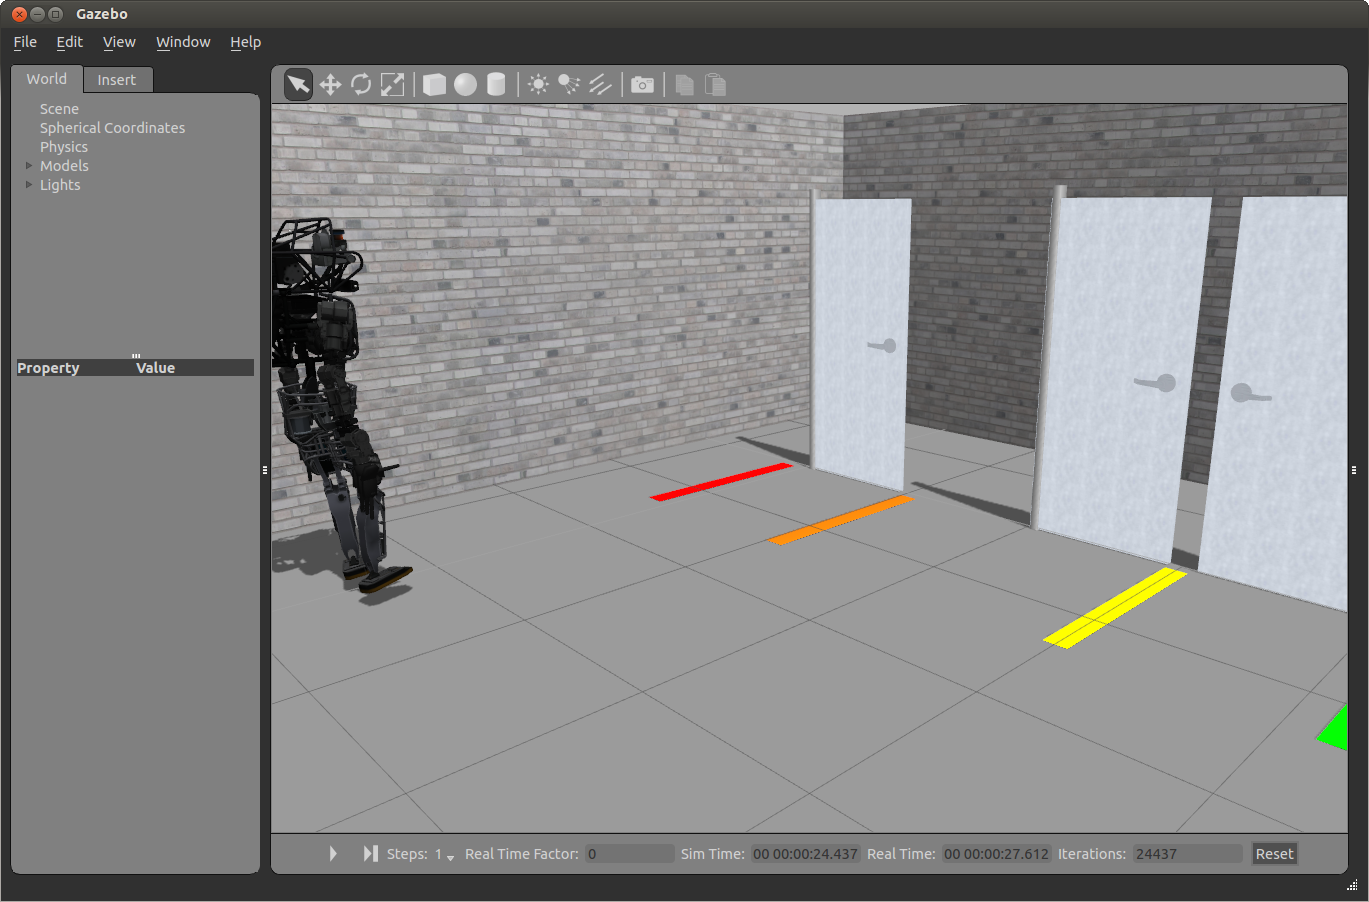 Gazebo
File Edit View Window Help
World Insert
Scene
Spherical Coordinates
Physics
Models
Lights
Property Value
Steps: 1 Real Time Factor: 0 Sim Time: 00 00:00:24.437 Real Time: 00 00:00:27.612 Iterations: 24437 Reset